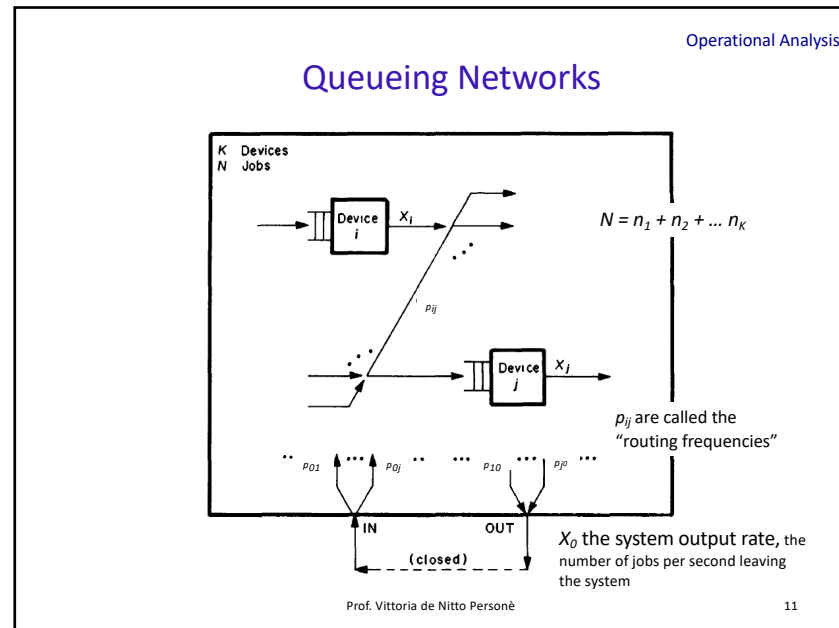 Operational Analysis
Queueing Networks
K Devices
N Jobs
Device
i
Xi
N = n1 + n2 + ... nK
pij
Device
j
Xj
pij are called the
“routing frequencies”
.. p01 ... p0j .. ... p10 ... pj0 ...
IN
OUT
(closed)
X0 the system output rate, the
number of jobs per second leaving
the system
Prof. Vittoria de Nitto Personè
11